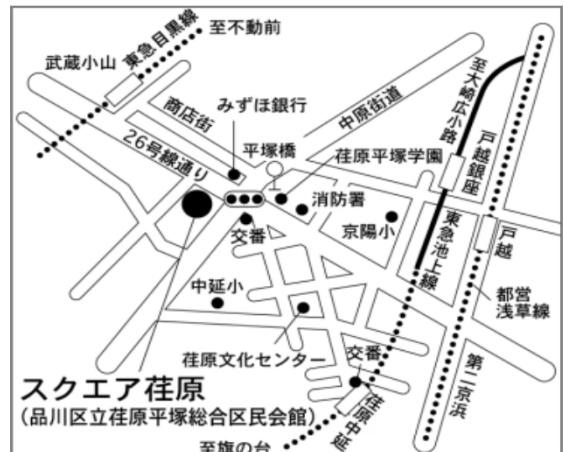 至不動前
東急目黒線
武蔵小山
商店街
みずほ銀行
26号線通り
平塚橋
中原街道
荏原平塚学園
消防署
京陽小
交番
至大崎広小路
戸越銀座
東急池上線
戸越
都営
浅草線
第二京浜
中延小
荏原文化センター
交番
荏原中延
スクエア荏原
(品川区立荏原平塚総合区民会館)
至旗の台